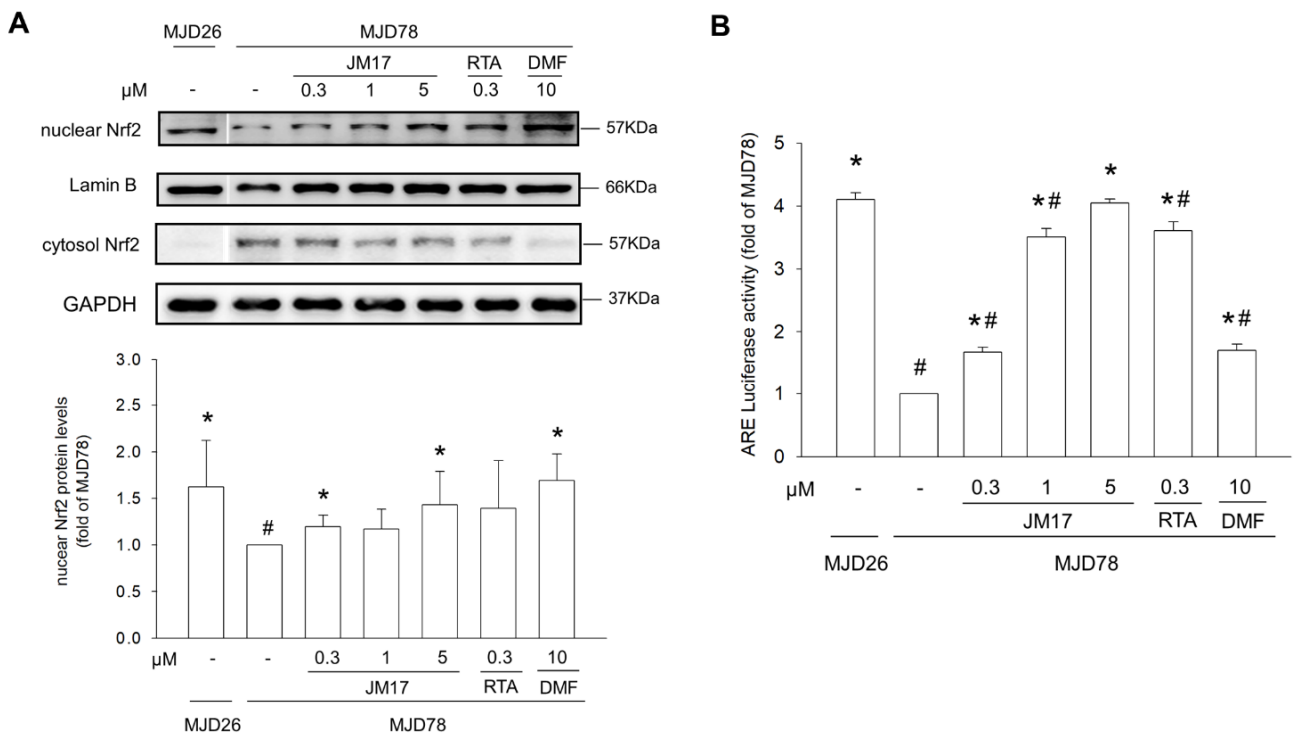 A
MJD26 MJD78
JM17 RTA DMF
μM - - 0.3 1 5 0.3 10
nuclear Nrf2 57KDa
Lamin B 66KDa
cytosol Nrf2 57KDa
GAPDH 37KDa
nucear Nrf2 protein levels
(fold of MJD78)
3.0
2.5
2.0
1.5
1.0
0.5
0.0
* # * * *
μM - - 0.3 1 5 0.3 10
JM17 RTA DMF
MJD26 MJD78
B
ARE Luciferase activity (fold of MJD78)
5
4
3
2
1
0
* # *# *# * *# *#
μM - - 0.3 1 5 0.3 10
JM17 RTA DMF
MJD26 MJD78